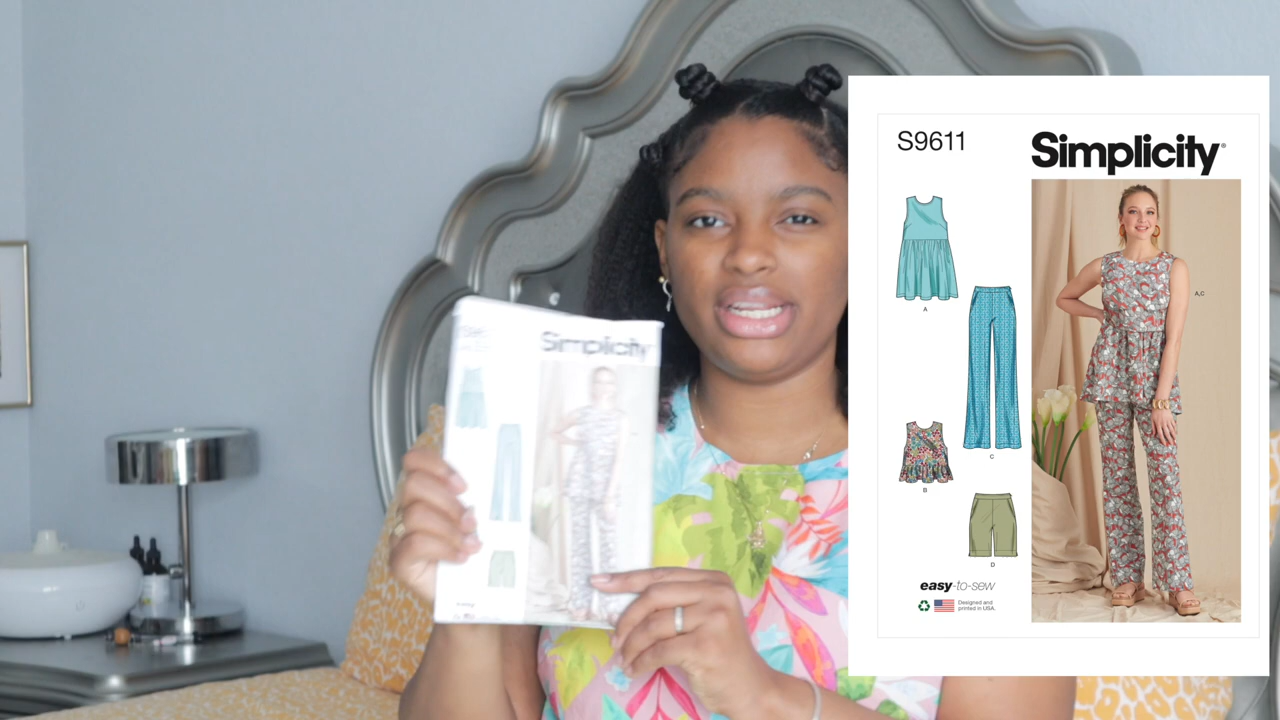 S9611
Simplicity®
A
A,C
C
B
D
easy-to-sew
Designed and
printed in USA.
Simplicity